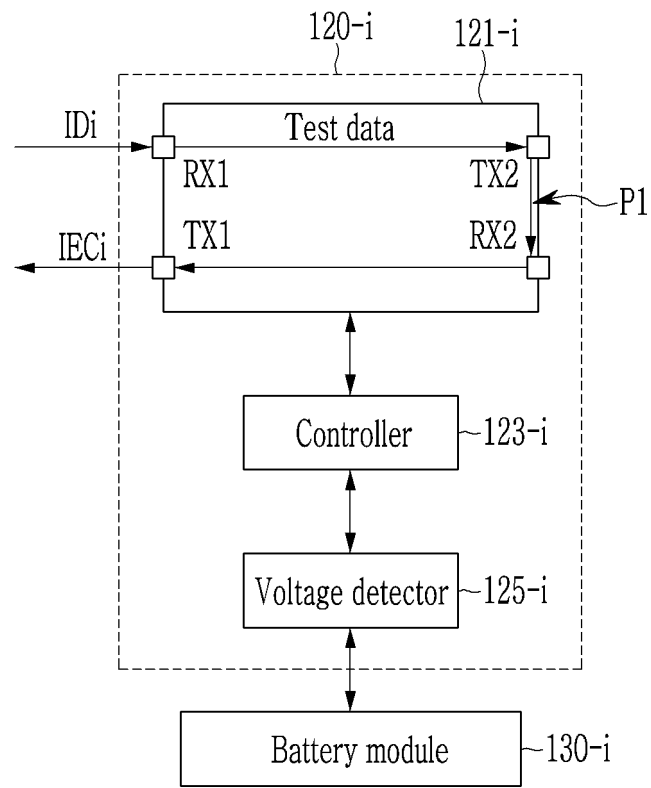 120-i
121-i
IDi
Test data
RX1
TX2
P1
TX1
RX2
IECi
Controller
123-i
Voltage detector
125-i
Battery module
130-i